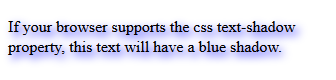 If your browser supports the css text-shadow
property, this text will have a blue shadow.